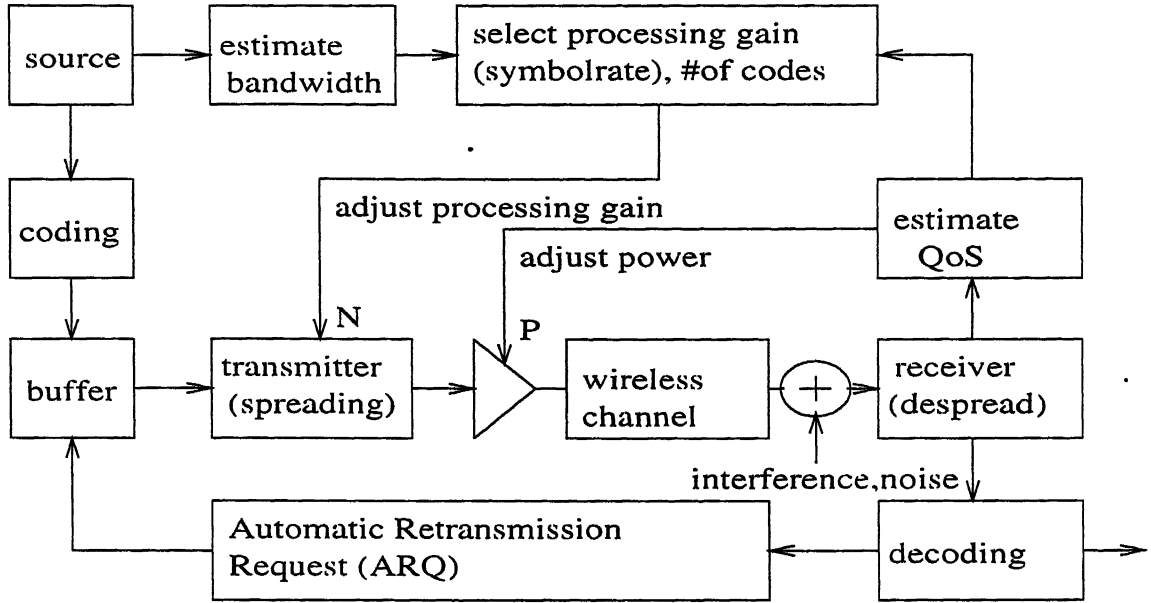 source
estimate
bandwidth
select processing gain
(symbolrate), #of codes
coding
adjust processing gain
adjust power
estimate
QoS
N
P
buffer
transmitter
(spreading)
wireless
channel
+
receiver
(despread)
interference,noise
Automatic Retransmission
Request (ARQ)
decoding